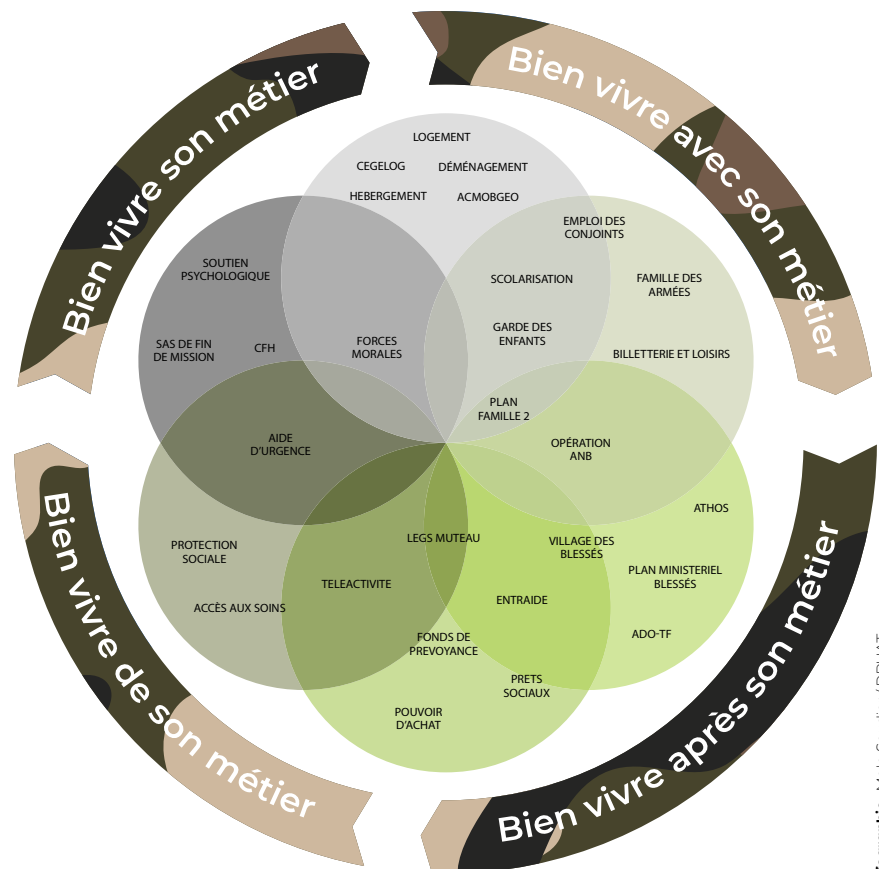 Bien vivre son métier
Bien vivre avec son métier
LOGEMENT
CEGELOG
DÉMÉNAGEMENT
HEBERGEMENT
ACMOBGEO
EMPLOI DES
CONJOINTS
SOUTIEN
PSYCHOLOGIQUE
SCOLARISATION
FAMILLE DES
ARMÉES
SAS DE FIN
DE MISSION
CFH
FORCES
MORALES
GARDE DES
ENFANTS
BILLETTERIE ET LOISIRS
PLAN
FAMILLE 2
AIDE
D'URGENCE
OPÉRATION
ANB
ATHOS
PROTECTION
SOCIALE
LEGS MUTEAU
VILLAGE DES
BLESSÉS
PLAN MINISTERIEL
BLESSÉS
TELEACTIVITE
ACCÈS AUX SOINS
ENTRAIDE
FONDS DE
PREVOYANCE
ADO-TF
PRETS
SOCIAUX
POUVOIR
D'ACHAT
Bien vivre de son métier
Bien vivre après son métier